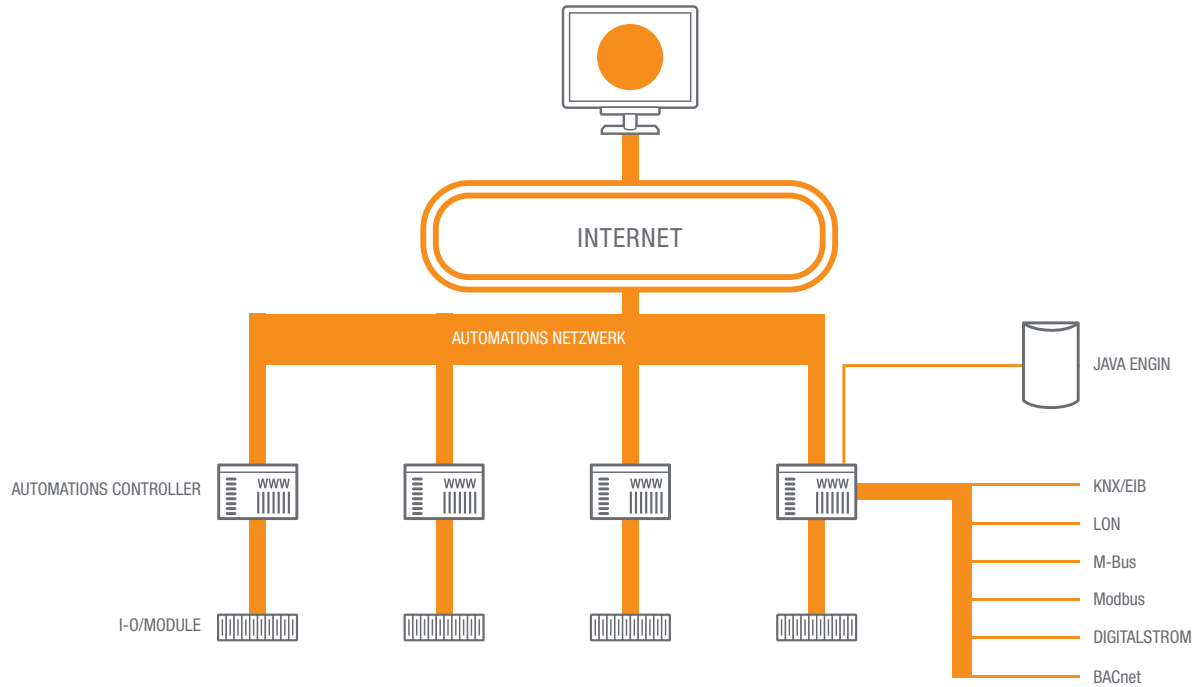 INTERNET
AUTOMATIONS NETZWERK
JAVA ENGIN
AUTOMATIONS CONTROLLER
WWW
WWW
WWW
WWW
KNX/EIB
LON
M-Bus
Modbus
I-O/MODULE
DIGITALSTROM
BACnet